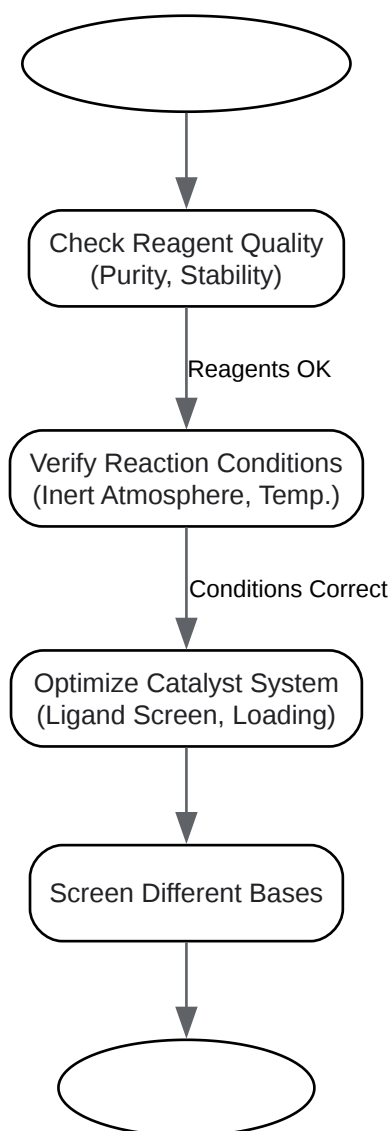 Check Reagent Quality
(Purity, Stability)
Reagents OK
Verify Reaction Conditions
(Inert Atmosphere, Temp.)
Conditions Correct
Optimize Catalyst System
(Ligand Screen, Loading)
Screen Different Bases